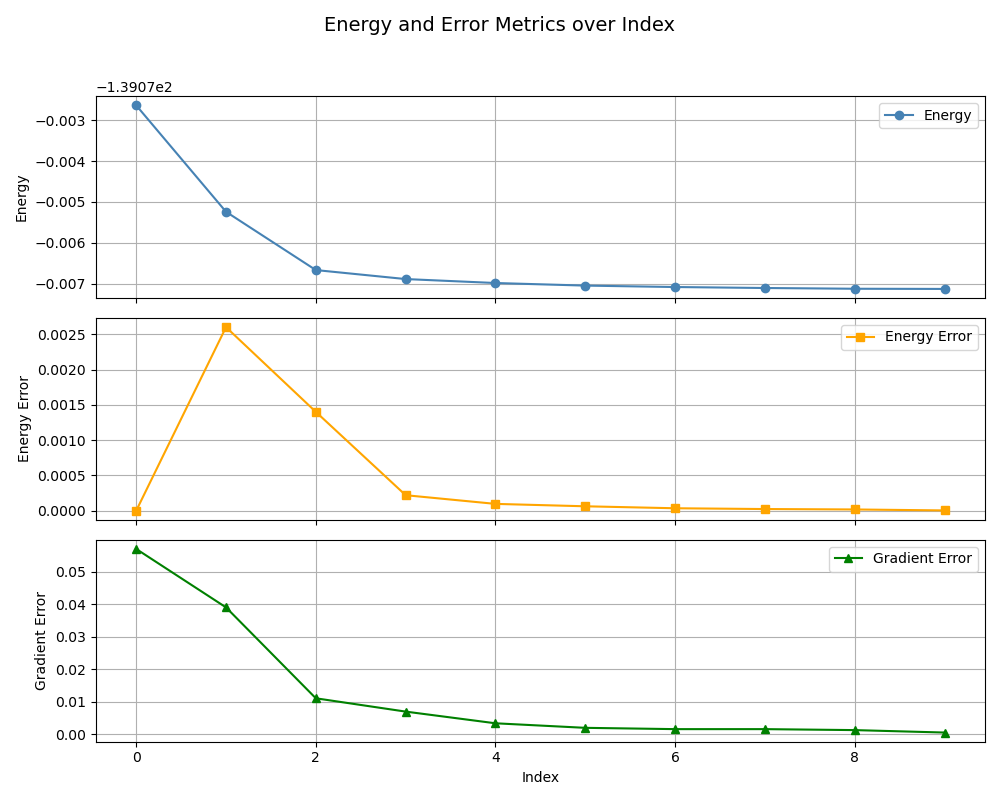 Energy and Error Metrics over Index
−1.3907e2
−0.003
−0.004
−0.005
−0.006
−0.007
Energy
Energy
0.0025
0.0020
0.0015
0.0010
0.0005
0.0000
Energy Error
Energy Error
0.05
0.04
0.03
0.02
0.01
0.00
Gradient Error
Gradient Error
0 2 4 6 8
Index